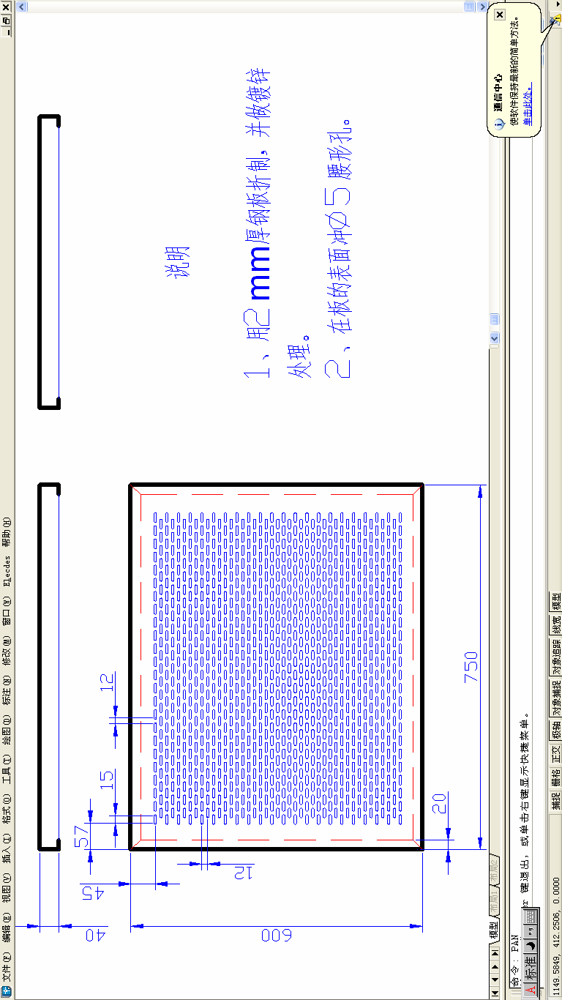 文件(F) 编辑(E) 视图(V) 插入(I) 格式(O) 工具(T) 绘图(D) 标注(N) 修改(M) 窗口(W) Elecdes 帮助(H)
40
600
45
12
57
15
12
20
750
说明
1、用2mm厚钢板折制，并做镀锌
处理。
2、在板的表面冲Ø5腰形孔。
模型 布局1 布局2
通信中心
使软件保持最新的简单方法。
单击此处。
er 键退出，或单击右键显示快捷菜单。
命令: PAN
A 标准
1149.5849, 412.2506, 0.0000 捕捉 栅格 正交 极轴 对象捕捉 对象追踪 线宽 模型